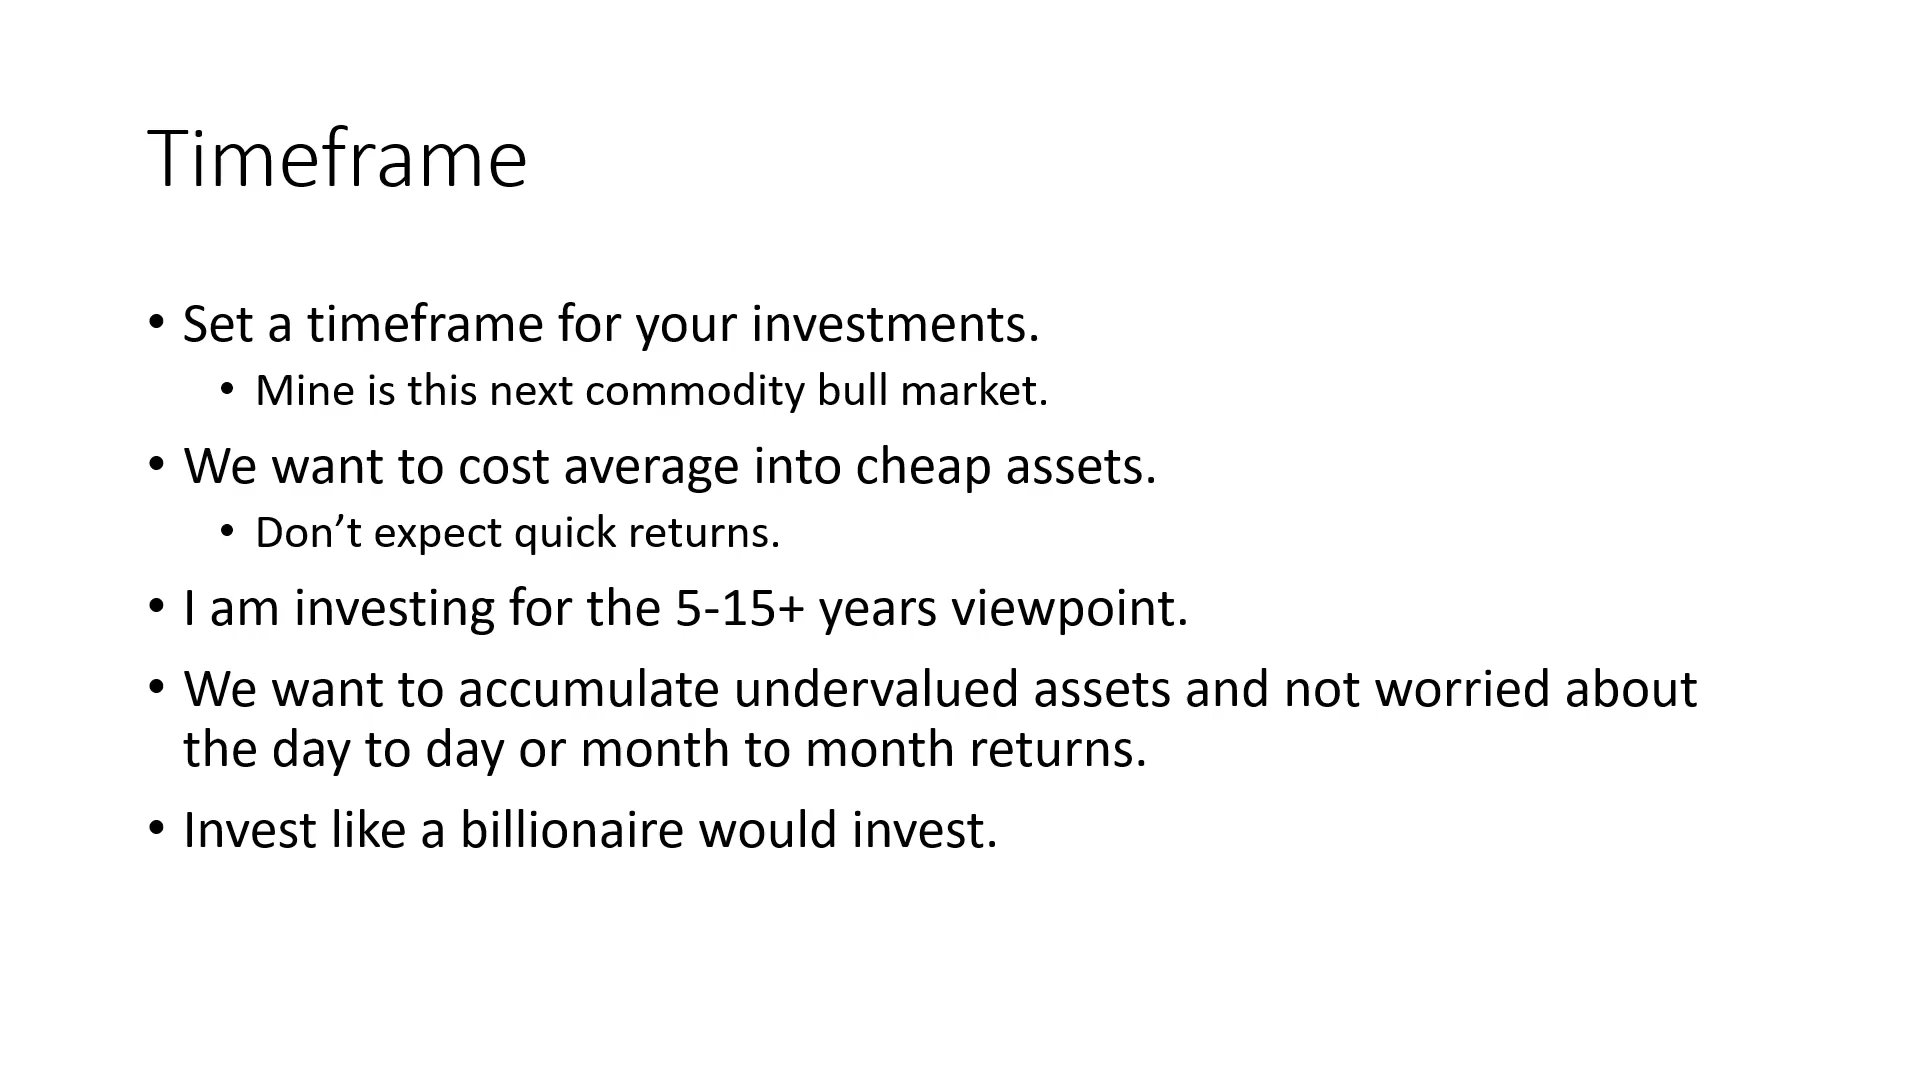 Timeframe
• Set a timeframe for your investments.
• Mine is this next commodity bull market.
• We want to cost average into cheap assets.
• Don’t expect quick returns.
• I am investing for the 5-15+ years viewpoint.
• We want to accumulate undervalued assets and not worried about
the day to day or month to month returns.
• Invest like a billionaire would invest.